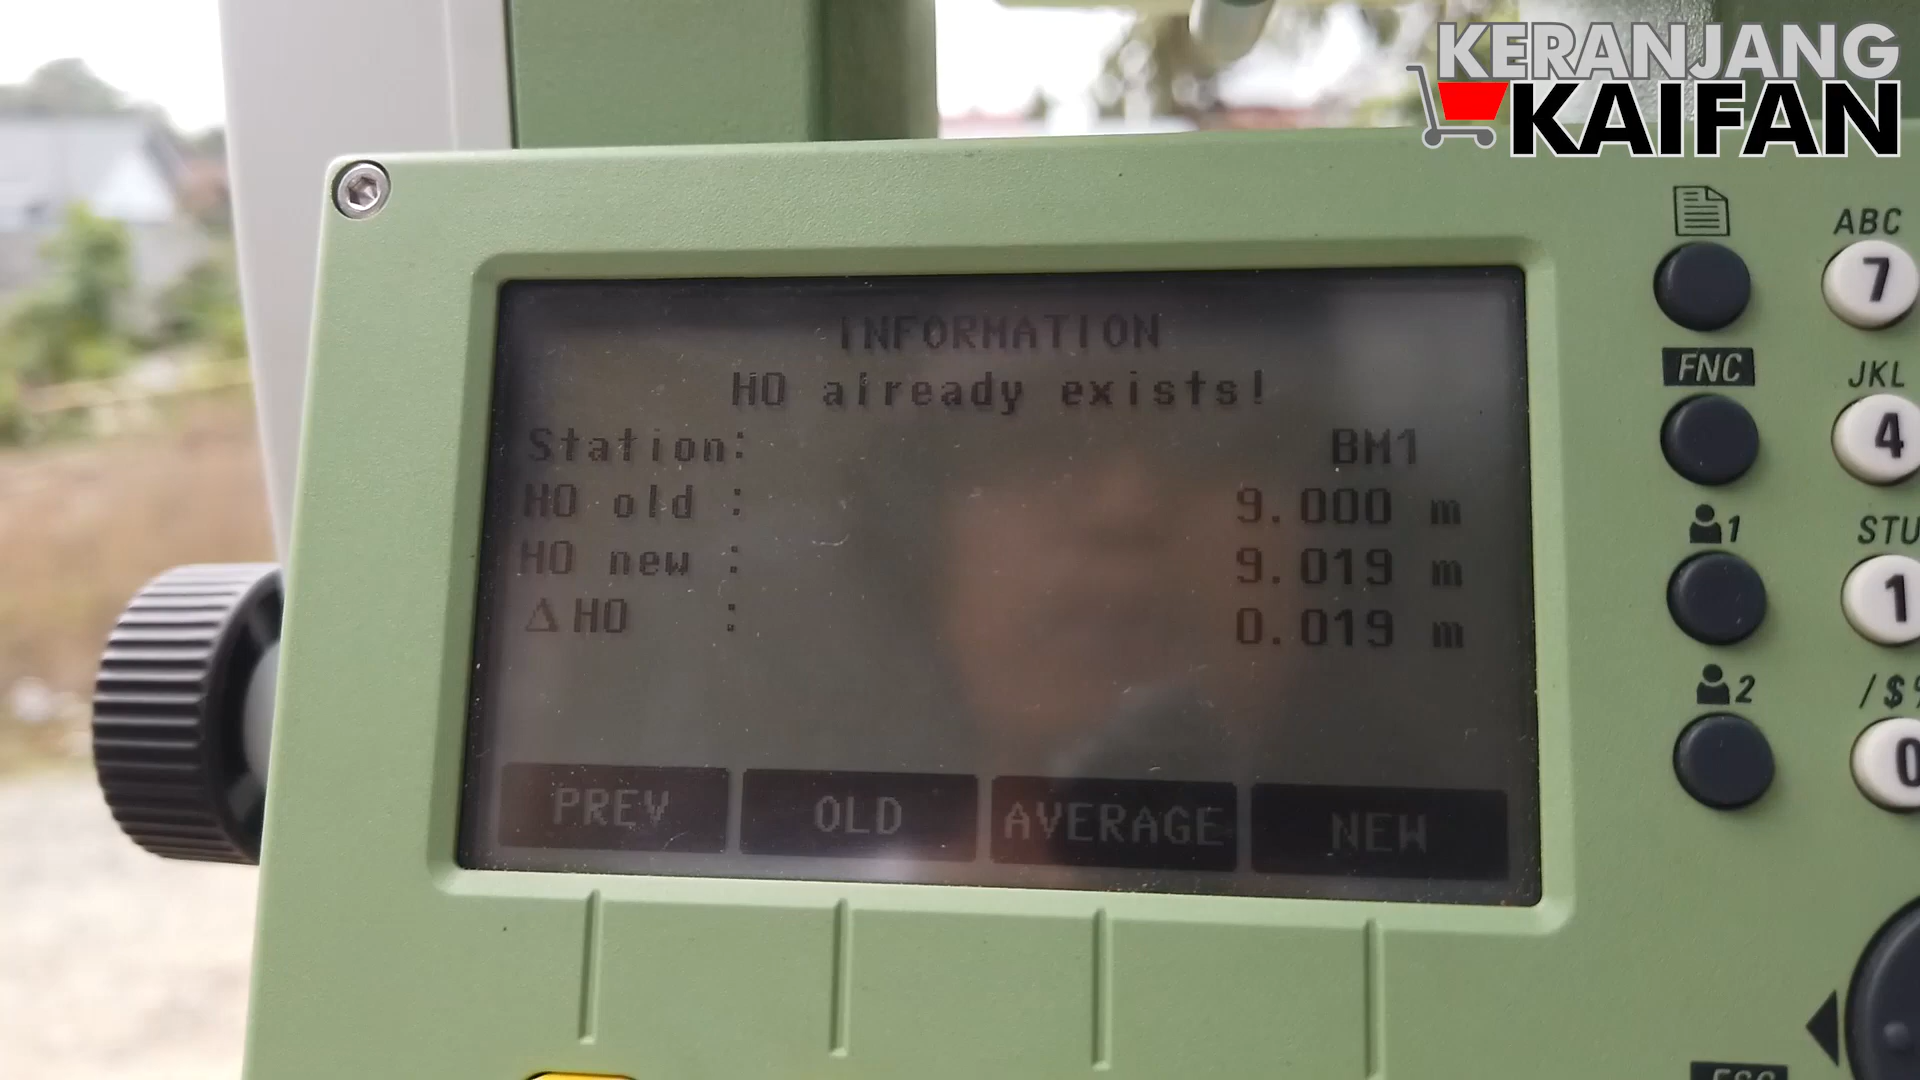 KERANJANG
KAIFAN
INFORMATION
H0 already exists!
Station: BM1
H0 old : 9.000 m
H0 new : 9.019 m
Δ H0 : 0.019 m
PREV OLD AVERAGE NEW
ABC
7
FNC
JKL
4
1
STU
1
2
/$%
0
ESC